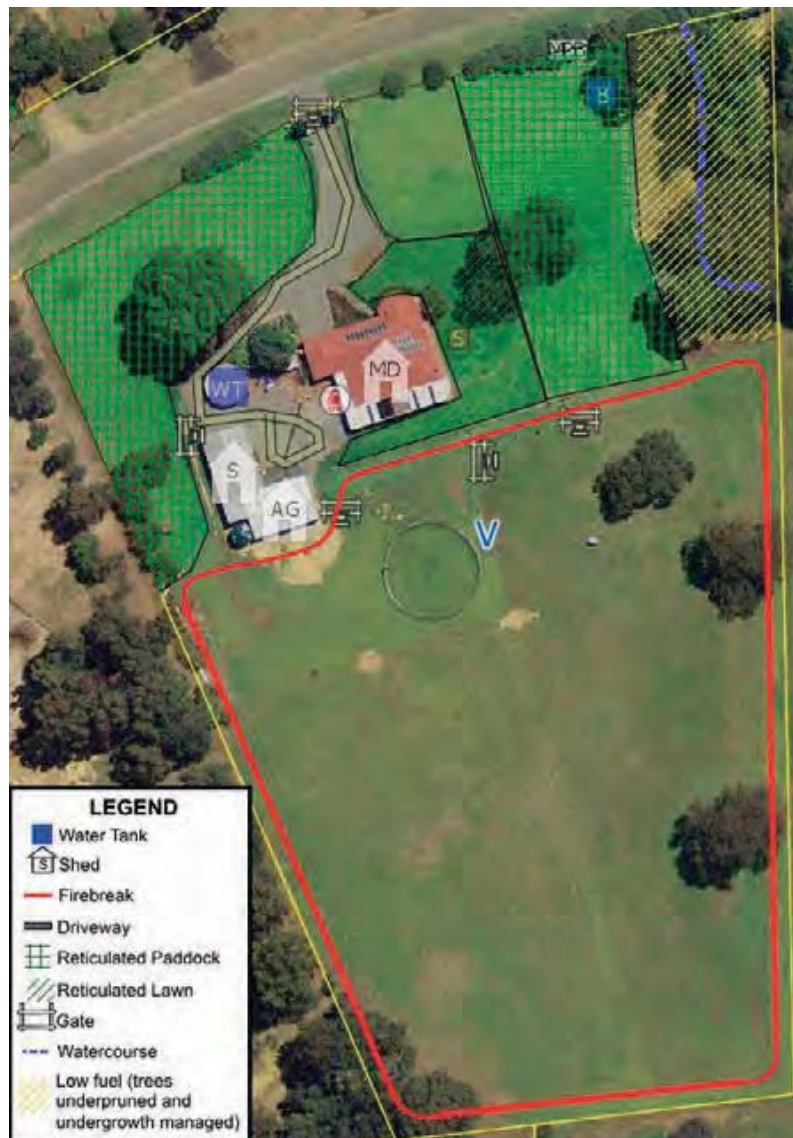 B
S
MD
WT
S
AG
V
LEGEND
Water Tank
S Shed
Firebreak
Driveway
Reticulated Paddock
Reticulated Lawn
Gate
Watercourse
Low fuel (trees
underpruned and
undergrowth managed)